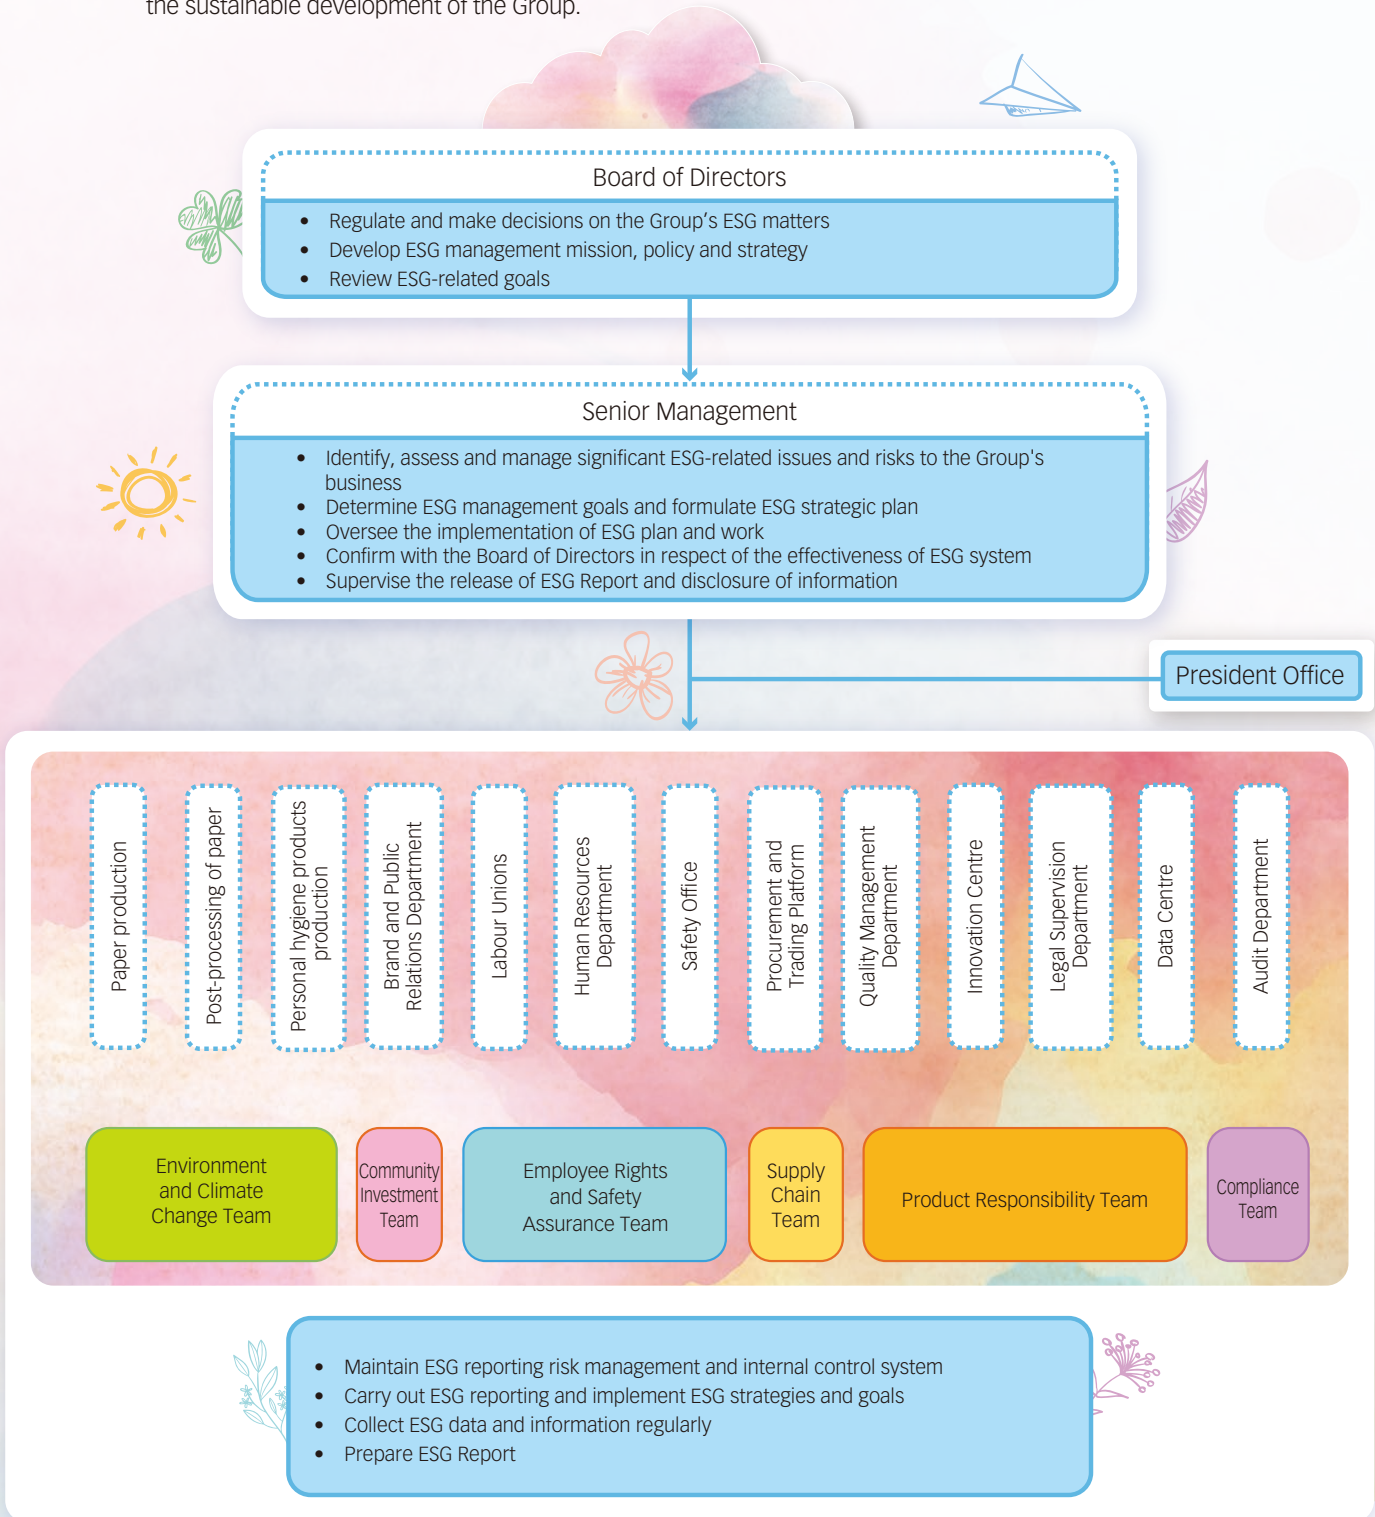 the sustainable development of the Group.
Board of Directors
• Regulate and make decisions on the Group’s ESG matters
• Develop ESG management mission, policy and strategy
• Review ESG-related goals
Senior Management
• Identify, assess and manage significant ESG-related issues and risks to the Group's
business
• Determine ESG management goals and formulate ESG strategic plan
• Oversee the implementation of ESG plan and work
• Confirm with the Board of Directors in respect of the effectiveness of ESG system
• Supervise the release of ESG Report and disclosure of information
President Office
Paper production
Post-processing of paper
Personal hygiene products
production
Brand and Public
Relations Department
Labour Unions
Human Resources
Department
Safety Office
Procurement and
Trading Platform
Quality Management
Department
Innovation Centre
Legal Supervision
Department
Data Centre
Audit Department
Environment
and Climate
Change Team
Community
Investment
Team
Employee Rights
and Safety
Assurance Team
Supply
Chain
Team
Product Responsibility Team
Compliance
Team
• Maintain ESG reporting risk management and internal control system
• Carry out ESG reporting and implement ESG strategies and goals
• Collect ESG data and information regularly
• Prepare ESG Report